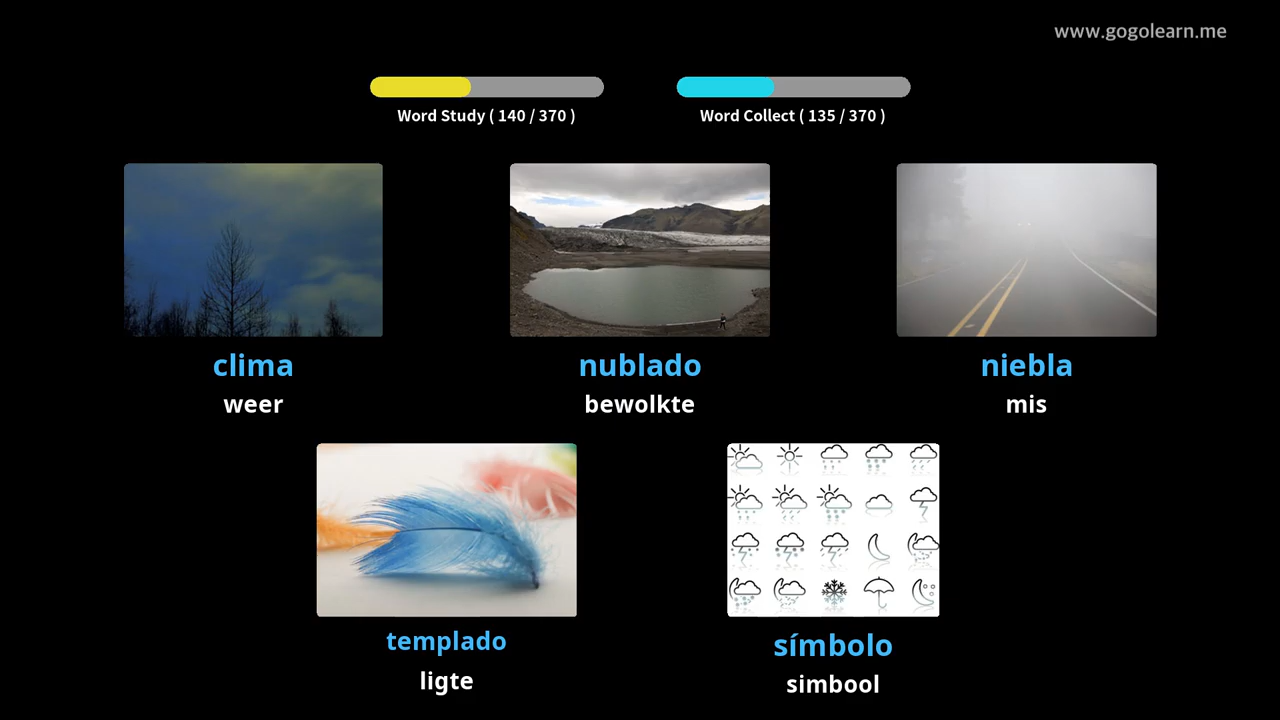 www.gogolearn.me
Word Study ( 140 / 370 )
Word Collect ( 135 / 370 )
clima
weer
nublado
bewolkte
niebla
mis
templado
ligte
símbolo
simbool